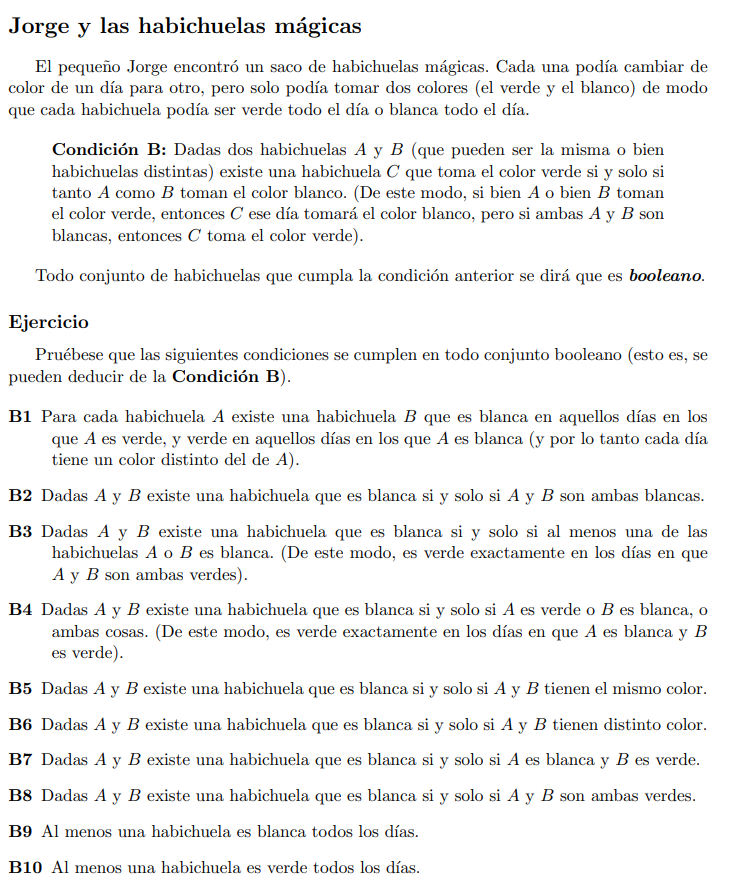 Jorge y las habichuelas mágicas
El pequeño Jorge encontró un saco de habichuelas mágicas. Cada una podía cambiar de
color de un día para otro, pero solo podía tomar dos colores (el verde y el blanco) de modo
que cada habichuela podía ser verde todo el día o blanca todo el día.
Condición B: Dadas dos habichuelas A y B (que pueden ser la misma o bien
habichuelas distintas) existe una habichuela C que toma el color verde si y solo si
tanto A como B toman el color blanco. (De este modo, si bien A o bien B toman
el color verde, entonces C ese día tomará el color blanco, pero si ambas A y B son
blancas, entonces C toma el color verde).
Todo conjunto de habichuelas que cumpla la condición anterior se dirá que es booleano.
Ejercicio
Pruébese que las siguientes condiciones se cumplen en todo conjunto booleano (esto es, se
pueden deducir de la Condición B).
B1 Para cada habichuela A existe una habichuela B que es blanca en aquellos días en los
que A es verde, y verde en aquellos días en los que A es blanca (y por lo tanto cada día
tiene un color distinto del de A).
B2 Dadas A y B existe una habichuela que es blanca si y solo si A y B son ambas blancas.
B3 Dadas A y B existe una habichuela que es blanca si y solo si al menos una de las
habichuelas A o B es blanca. (De este modo, es verde exactamente en los días en que
A y B son ambas verdes).
B4 Dadas A y B existe una habichuela que es blanca si y solo si A es verde o B es blanca, o
ambas cosas. (De este modo, es verde exactamente en los días en que A es blanca y B
es verde).
B5 Dadas A y B existe una habichuela que es blanca si y solo si A y B tienen el mismo color.
B6 Dadas A y B existe una habichuela que es blanca si y solo si A y B tienen distinto color.
B7 Dadas A y B existe una habichuela que es blanca si y solo si A es blanca y B es verde.
B8 Dadas A y B existe una habichuela que es blanca si y solo si A y B son ambas verdes.
B9 Al menos una habichuela es blanca todos los días.
B10 Al menos una habichuela es verde todos los días.